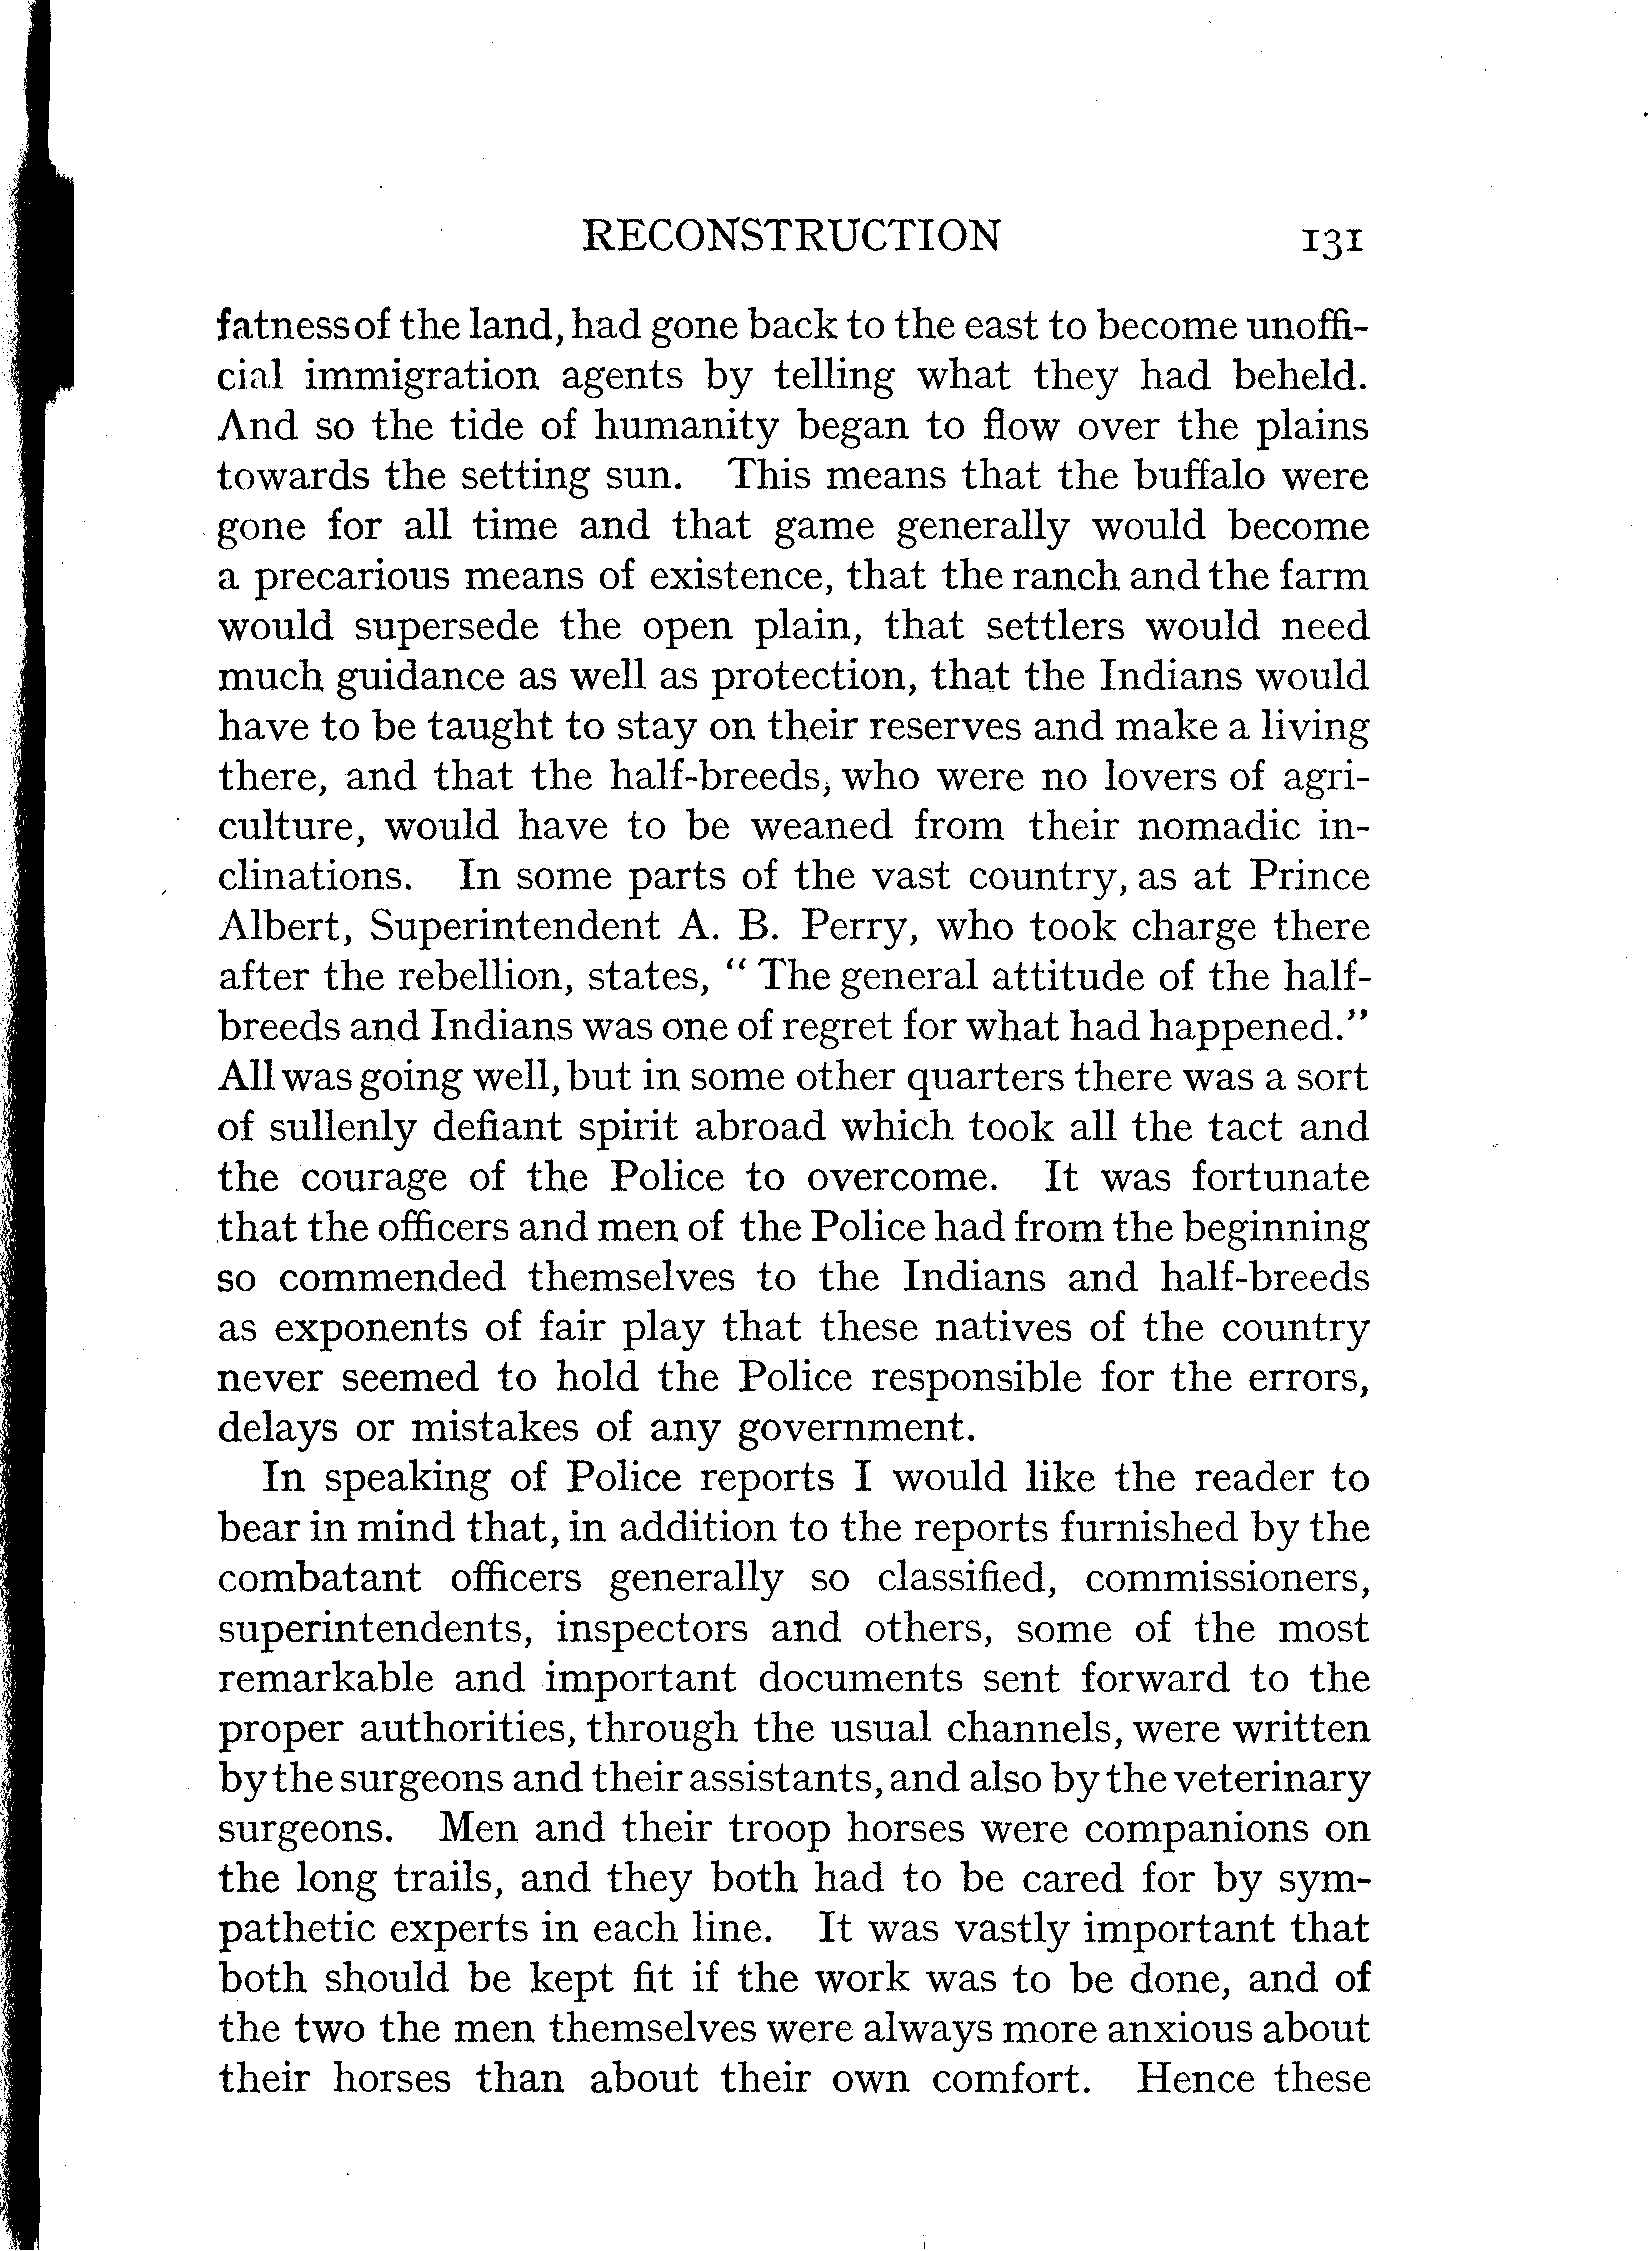 RECONSTRUCTION 131
fatness of the land, had gone back to the east to become unoffi-
cial immigration agents by telling what they had beheld.
And so the tide of humanity began to flow over the plains
towards the setting sun. This means that the buffalo were
gone for all time and that game generally would become
a precarious means of existence, that the ranch and the farm
would supersede the open plain, that settlers would need
much guidance as well as protection, that the Indians would
have to be taught to stay on their reserves and make a living
there, and that the half-breeds, who were no lovers of agri-
culture, would have to be weaned from their nomadic in-
clinations. In some parts of the vast country, as at Prince
Albert, Superintendent A. B. Perry, who took charge there
after the rebellion, states, " The general attitude of the half-
breeds and Indians was one of regret for what had happened."
All was going well, but in some other quarters there was a sort
of sullenly defiant spirit abroad which took all the tact and
the courage of the Police to overcome. It was fortunate
that the officers and men of the Police had from the beginning
so commended themselves to the Indians and half-breeds
as exponents of fair play that these natives of the country
never seemed to hold the Police responsible for the errors,
delays or mistakes of any government.
In speaking of Police reports I would like the reader to
bear in mind that, in addition to the reports furnished by the
combatant officers generally so classified, commissioners,
superintendents, inspectors and others, some of the most
remarkable and important documents sent forward to the
proper authorities, through the usual channels, were written
by the surgeons and their assistants, and also by the veterinary
surgeons. Men and their troop horses were companions on
the long trails, and they both had to be cared for by sym-
pathetic experts in each line. It was vastly important that
both should be kept fit if the work was to be done, and of
the two the men themselves were always more anxious about
their horses than about their own comfort. Hence these